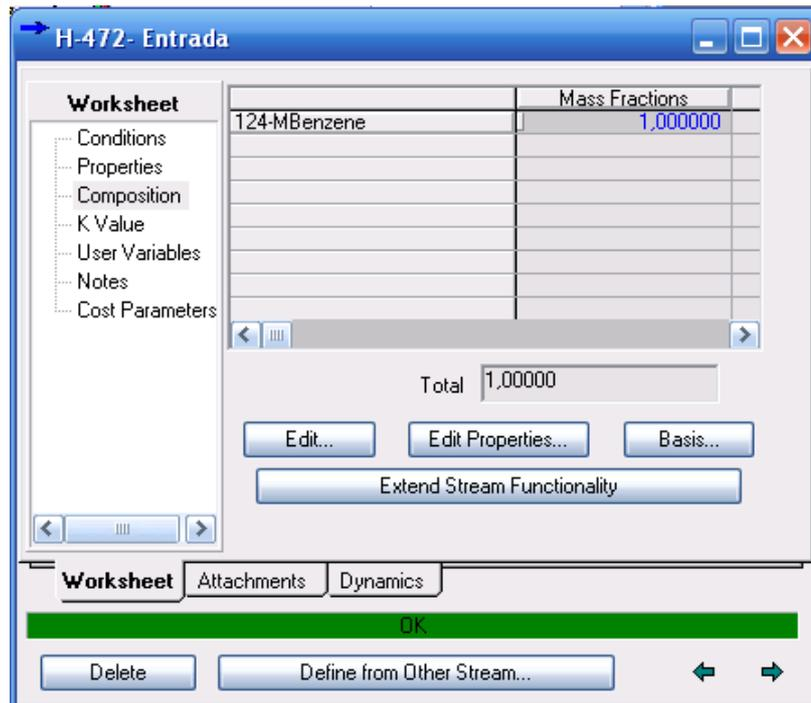 H-472- Entrada
Worksheet
Conditions
Properties
Composition
K Value
User Variables
Notes
Cost Parameters
Mass Fractions
124-MBenzene 1,000000
Total 1,00000
Edit... Edit Properties... Basis...
Extend Stream Functionality
Worksheet Attachments Dynamics
OK
Delete Define from Other Stream...